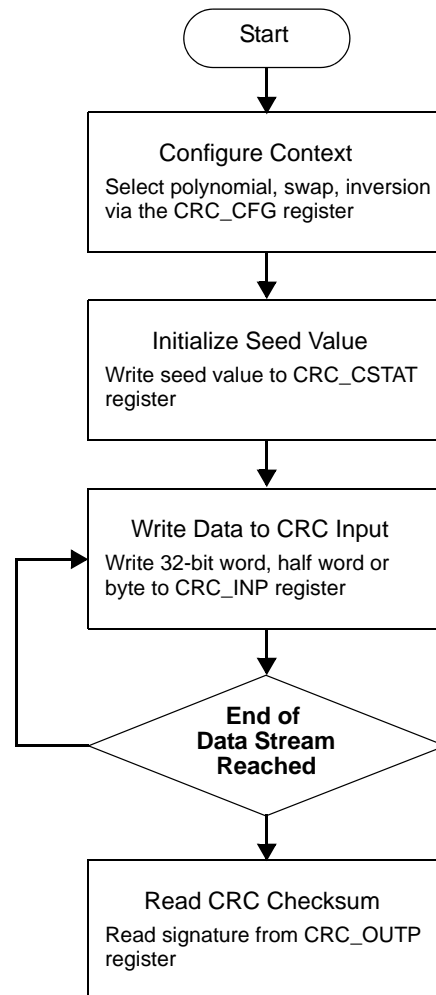 Start
Configure Context
Select polynomial, swap, inversion
via the CRC_CFG register
Initialize Seed Value
Write seed value to CRC_CSTAT
register
Write Data to CRC Input
Write 32-bit word, half word or
byte to CRC_INP register
End of
Data Stream
Reached
Read CRC Checksum
Read signature from CRC_OUTP
register